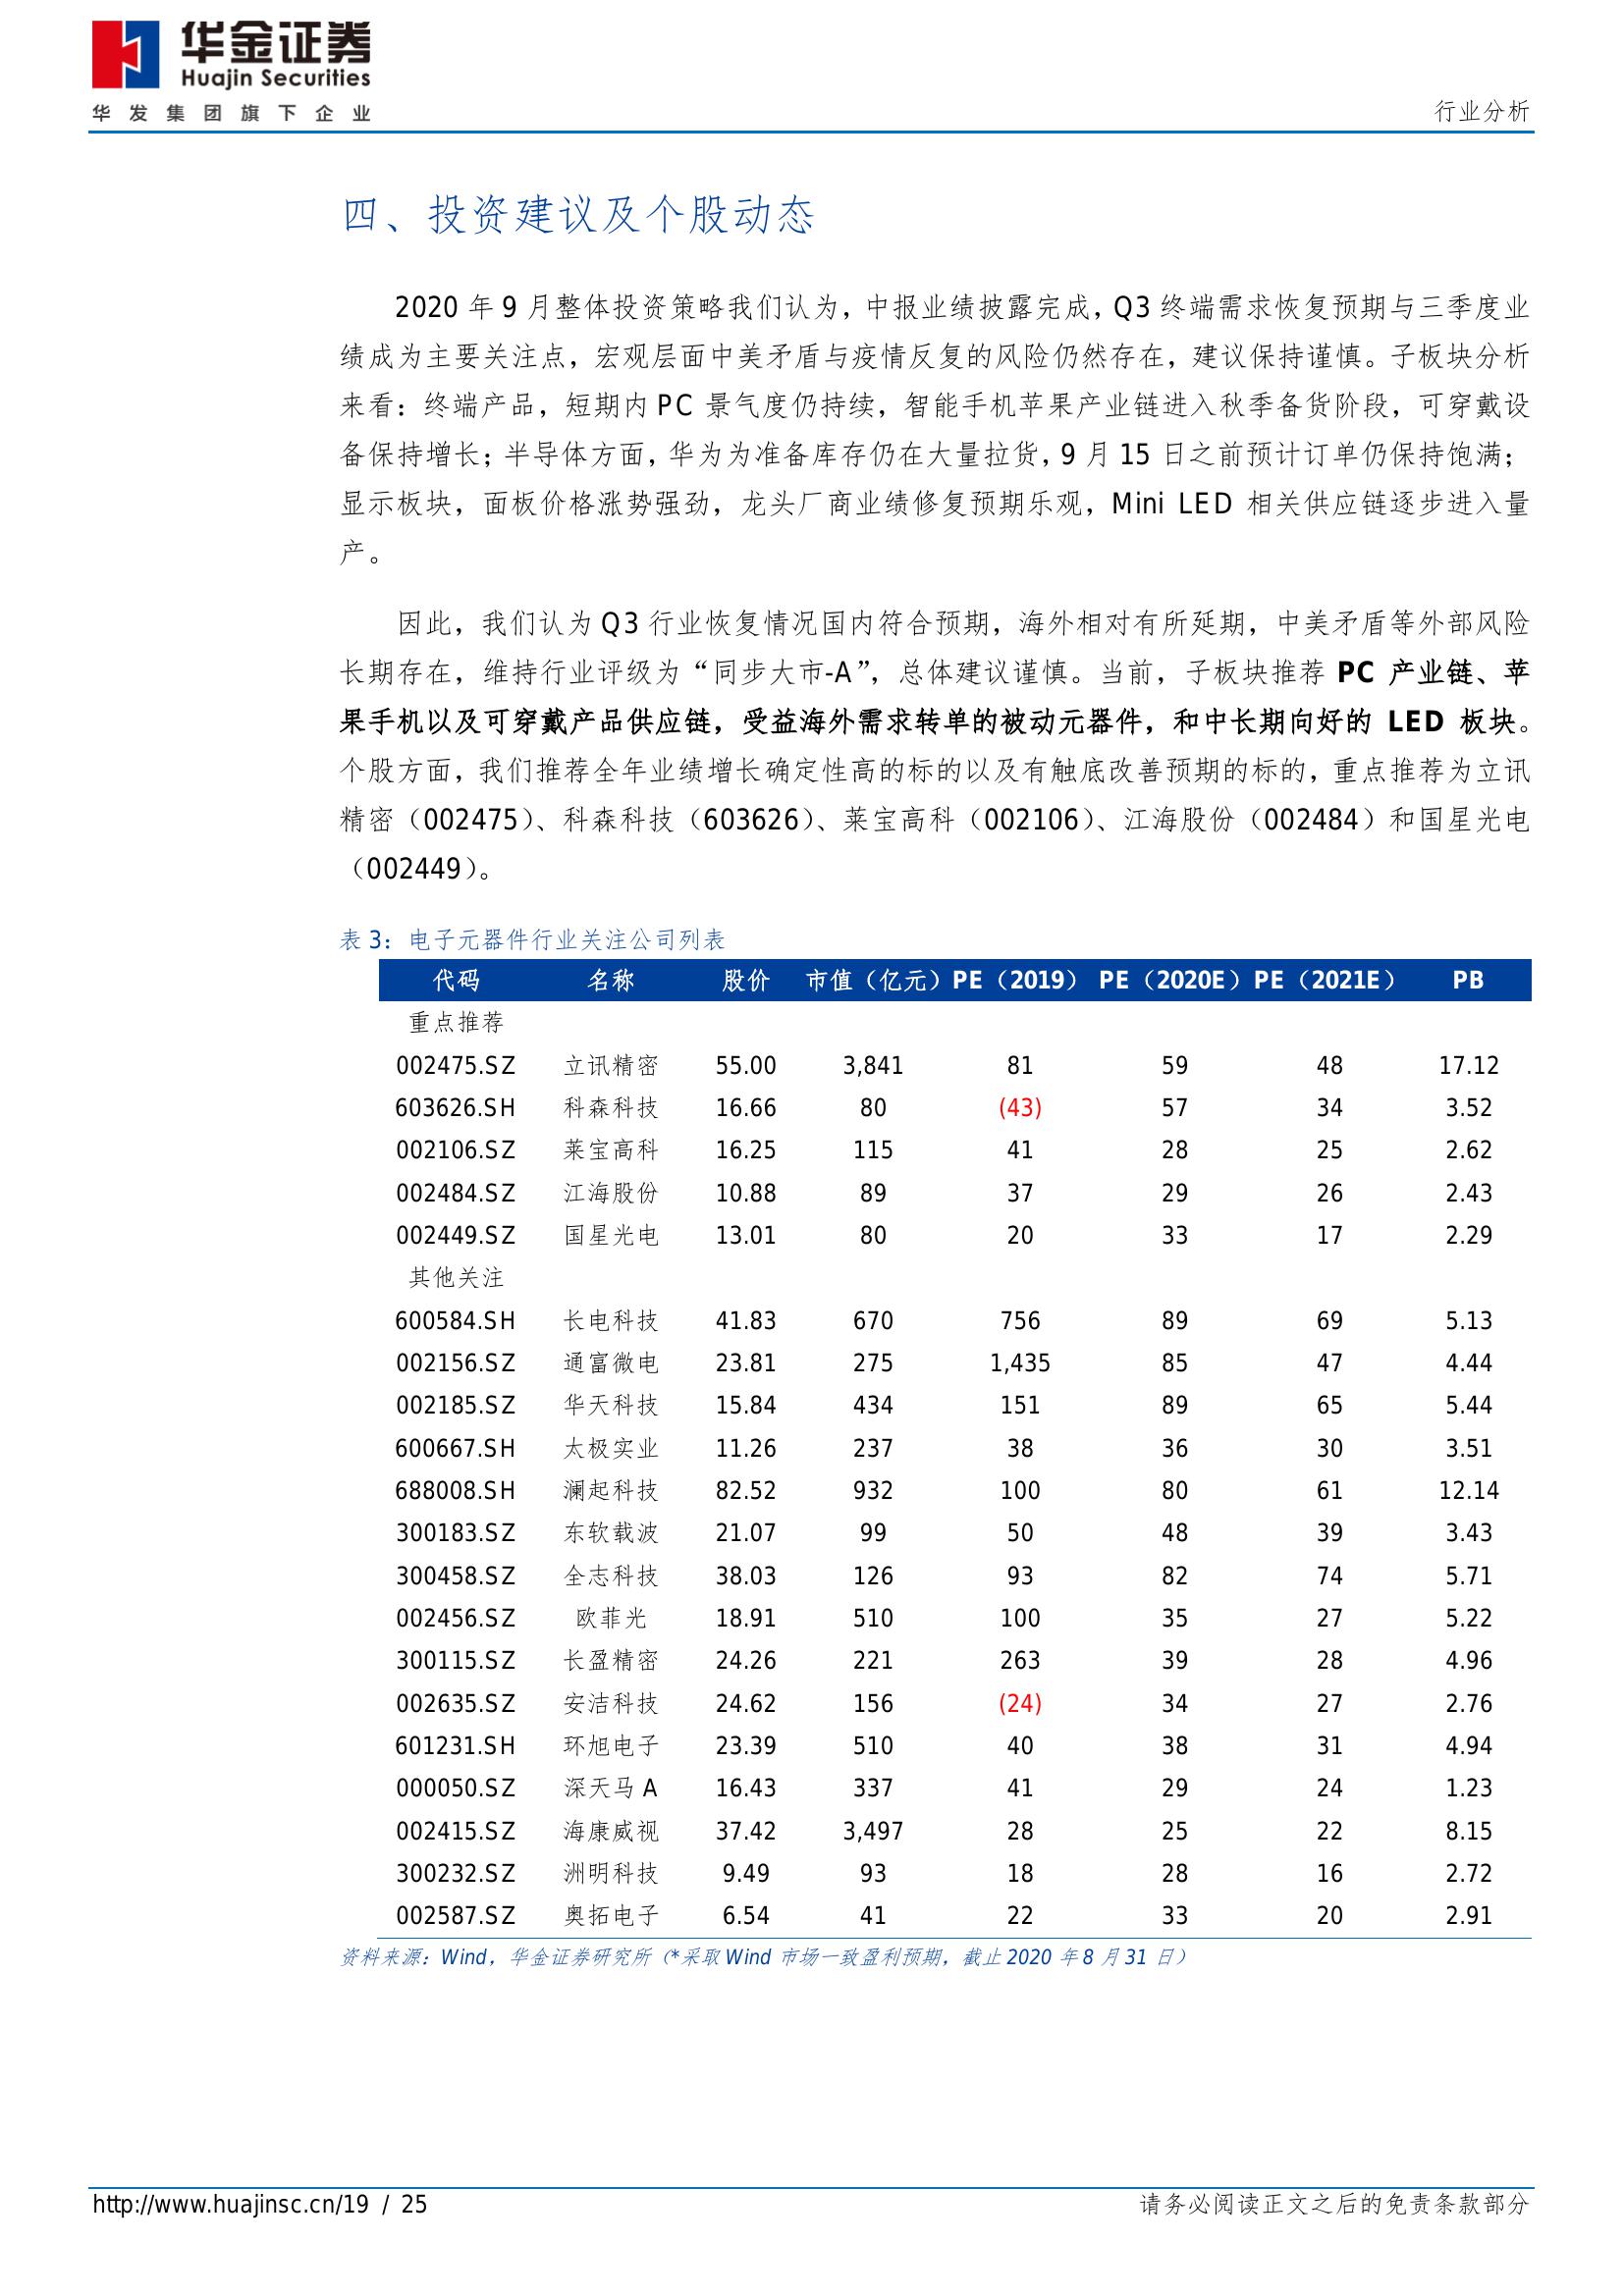 华金证券
Huajin Securities
华发集团旗下企业
行业分析
四、投资建议及个股动态
2020 年 9 月整体投资策略我们认为，中报业绩披露完成，Q3 终端需求恢复预期与三季度业
绩成为主要关注点，宏观层面中美矛盾与疫情反复的风险仍然存在，建议保持谨慎。子板块分析
来看：终端产品，短期内 PC 景气度仍持续，智能手机苹果产业链进入秋季备货阶段，可穿戴设
备保持增长；半导体方面，华为为准备库存仍在大量拉货，9 月 15 日之前预计订单仍保持饱满；
显示板块，面板价格涨势强劲，龙头厂商业绩修复预期乐观，Mini LED 相关供应链逐步进入量
产。
因此，我们认为 Q3 行业恢复情况国内符合预期，海外相对有所延期，中美矛盾等外部风险
长期存在，维持行业评级为“同步大市-A”，总体建议谨慎。当前，子板块推荐 PC 产业链、苹
果手机以及可穿戴产品供应链，受益海外需求转单的被动元器件，和中长期向好的 LED 板块。
个股方面，我们推荐全年业绩增长确定性高的标的以及有触底改善预期的标的，重点推荐为立讯
精密（002475）、科森科技（603626）、莱宝高科（002106）、江海股份（002484）和国星光电
（002449）。
表 3：电子元器件行业关注公司列表
代码 名称 股价 市值（亿元） PE（2019） PE（2020E） PE（2021E） PB
重点推荐
002475.SZ 立讯精密 55.00 3,841 81 59 48 17.12
603626.SH 科森科技 16.66 80 (43) 57 34 3.52
002106.SZ 莱宝高科 16.25 115 41 28 25 2.62
002484.SZ 江海股份 10.88 89 37 29 26 2.43
002449.SZ 国星光电 13.01 80 20 33 17 2.29
其他关注
600584.SH 长电科技 41.83 670 756 89 69 5.13
002156.SZ 通富微电 23.81 275 1,435 85 47 4.44
002185.SZ 华天科技 15.84 434 151 89 65 5.44
600667.SH 太极实业 11.26 237 38 36 30 3.51
688008.SH 澜起科技 82.52 932 100 80 61 12.14
300183.SZ 东软载波 21.07 99 50 48 39 3.43
300458.SZ 全志科技 38.03 126 93 82 74 5.71
002456.SZ 欧菲光 18.91 510 100 35 27 5.22
300115.SZ 长盈精密 24.26 221 263 39 28 4.96
002635.SZ 安洁科技 24.62 156 (24) 34 27 2.76
601231.SH 环旭电子 23.39 510 40 38 31 4.94
000050.SZ 深天马 A 16.43 337 41 29 24 1.23
002415.SZ 海康威视 37.42 3,497 28 25 22 8.15
300232.SZ 洲明科技 9.49 93 18 28 16 2.72
002587.SZ 奥拓电子 6.54 41 22 33 20 2.91
资料来源：Wind，华金证券研究所（*采取 Wind 市场一致盈利预期，截止 2020 年 8 月 31 日）
http://www.huajinsc.cn/19 / 25
请务必阅读正文之后的免责条款部分